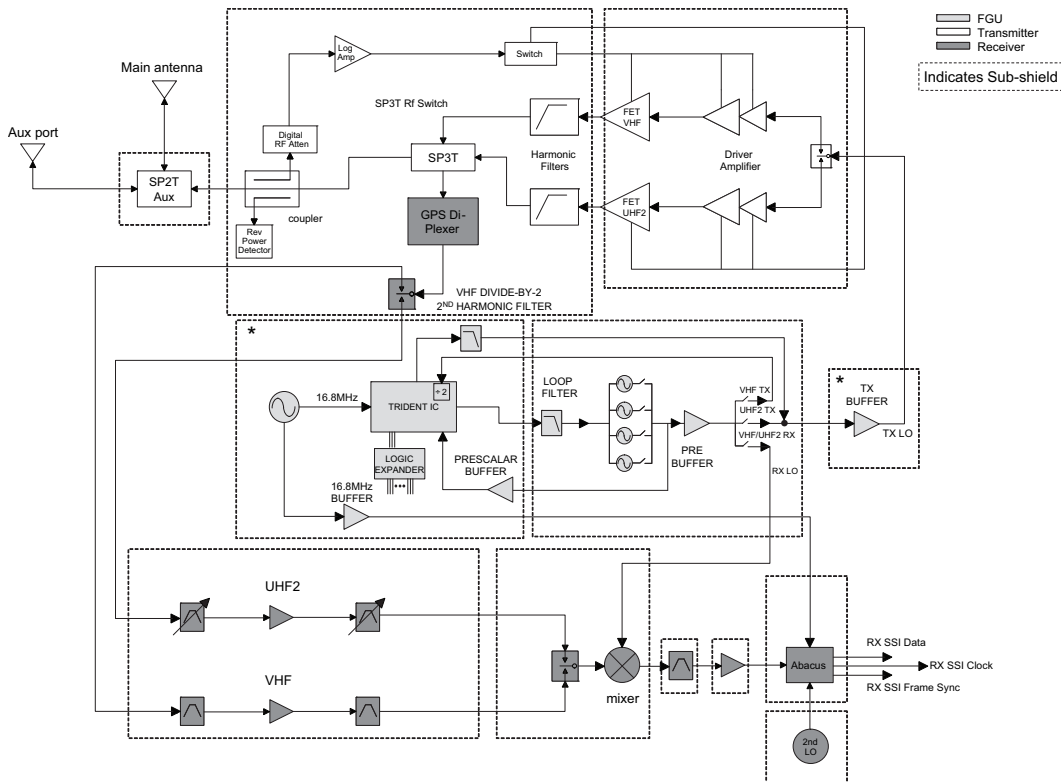 FGU
Transmitter
Receiver
Indicates Sub-shield
Main antenna
Aux port
SP2T
Aux
Log
Amp
Switch
SP3T Rf Switch
Digital
RF Atten
SP3T
Harmonic
Filters
FET
VHF
Driver
Amplifier
FET
UHF2
coupler
Rev
Power
Detector
GPS Di-
Plexer
VHF DIVIDE-BY-2
2ND HARMONIC FILTER
*
÷ 2
TRIDENT IC
16.8MHz
LOGIC
EXPANDER
16.8MHz
BUFFER
PRESCALAR
BUFFER
LOOP
FILTER
PRE
BUFFER
VHF TX
UHF2 TX
VHF/UHF2 RX
RX LO
*
TX
BUFFER
TX LO
UHF2
VHF
mixer
Abacus
RX SSI Data
RX SSI Clock
RX SSI Frame Sync
2nd
LO